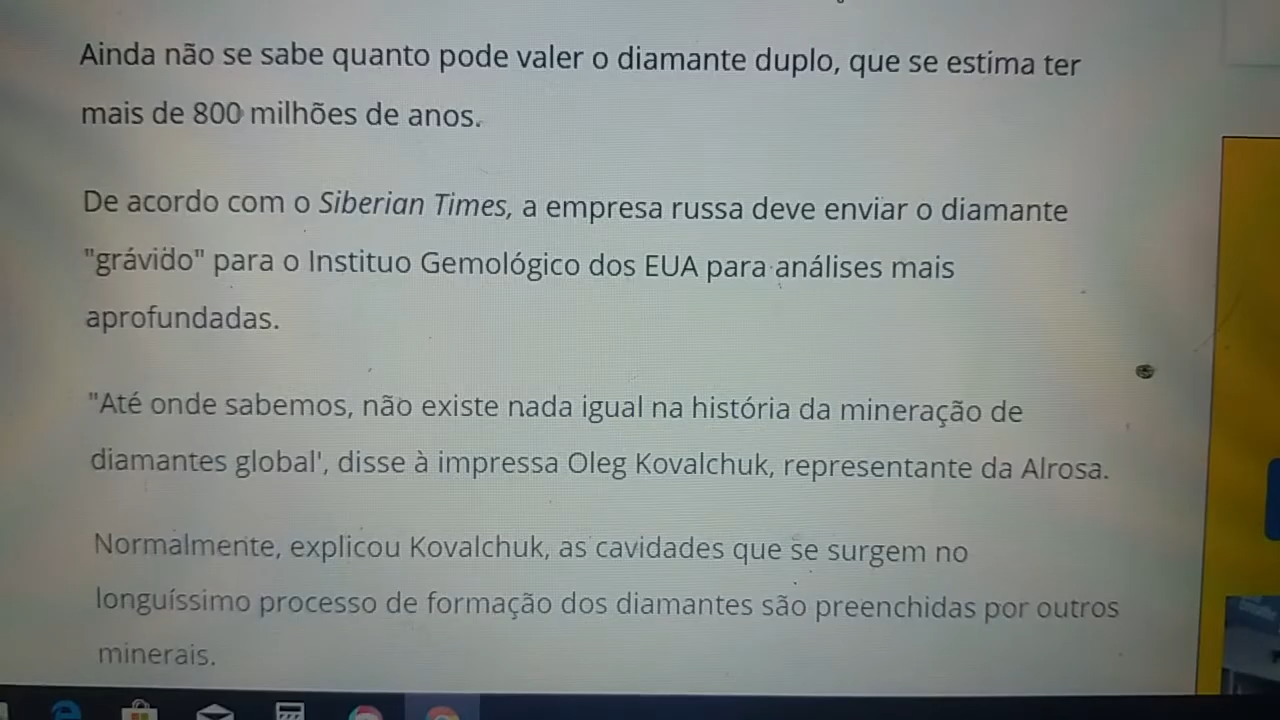 Ainda não se sabe quanto pode valer o diamante duplo, que se estima ter
mais de 800 milhões de anos.
De acordo com o Siberian Times, a empresa russa deve enviar o diamante
"grávido" para o Instituo Gemológico dos EUA para análises mais
aprofundadas.
"Até onde sabemos, não existe nada igual na história da mineração de
diamantes global', disse à impressa Oleg Kovalchuk, representante da Alrosa.
Normalmente, explicou Kovalchuk, as cavidades que se surgem no
longuíssimo processo de formação dos diamantes são preenchidas por outros
minerais.